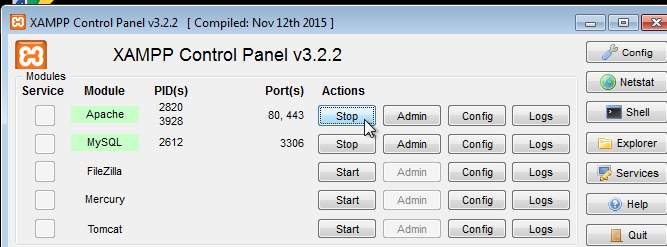 XAMPP Control Panel v3.2.2 [ Compiled: Nov 12th 2015 ]
XAMPP Control Panel v3.2.2
Config
Modules
Service Module PID(s) Port(s) Actions
Netstat
Apache 2820 3928 80, 443 Stop Admin Config Logs
Shell
MySQL 2612 3306 Stop Admin Config Logs
Explorer
FileZilla Start Admin Config Logs
Services
Mercury Start Admin Config Logs
Help
Tomcat Start Admin Config Logs
Quit